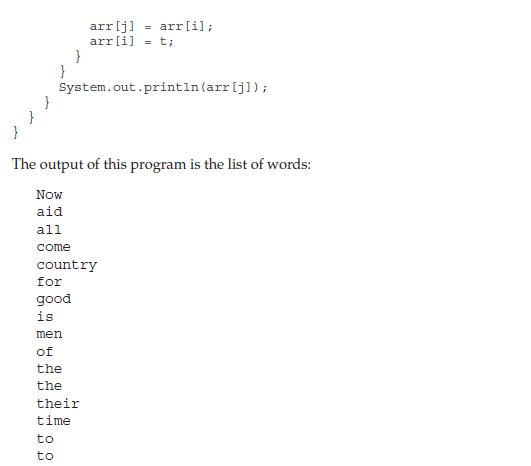 arr[j] = arr[i];
arr[i] = t;
}
}
System.out.println(arr[j]);
}
}
}
The output of this program is the list of words:
Now
aid
all
come
country
for
good
is
men
of
the
the
their
time
to
to